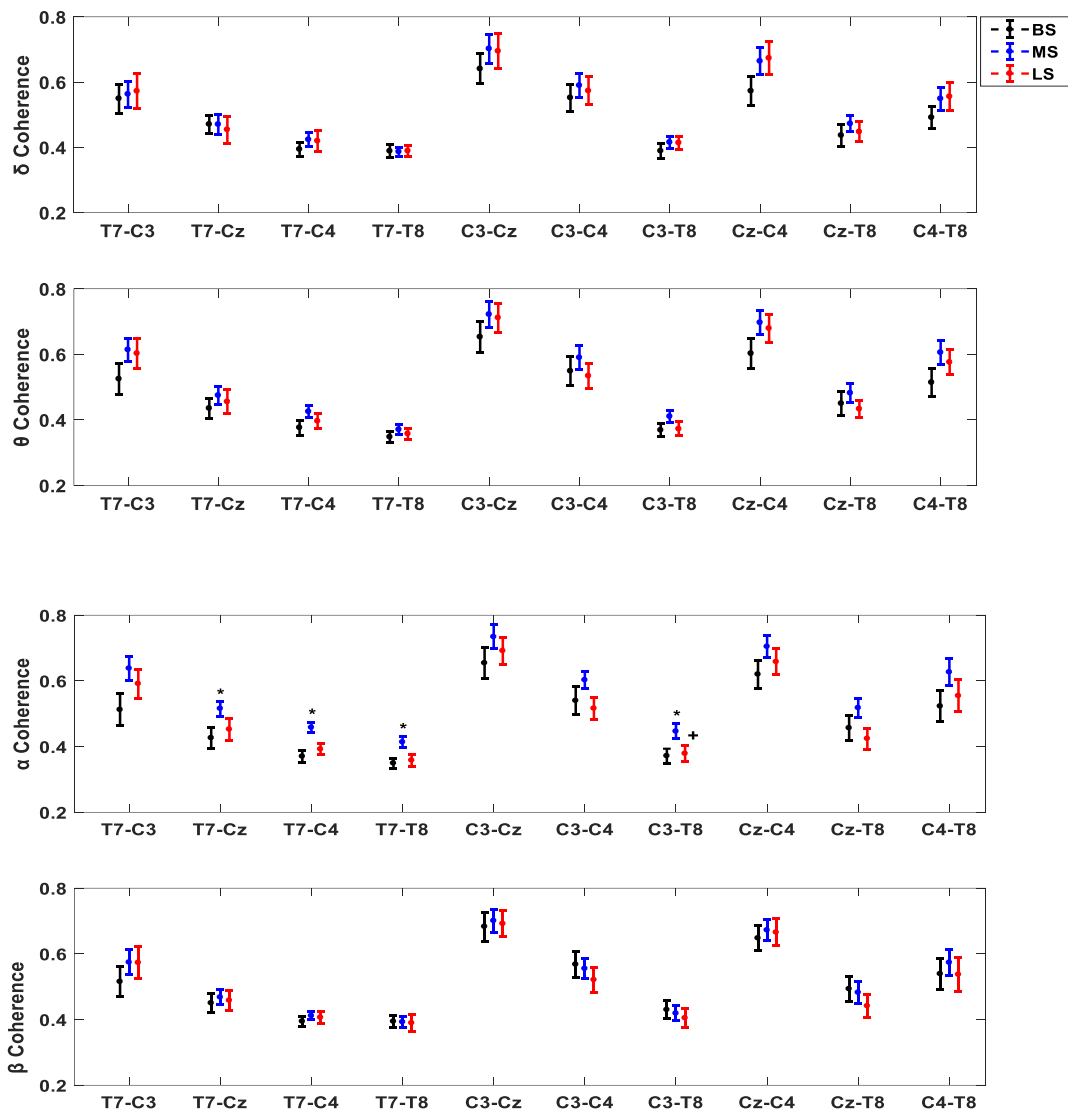 BS
MS
LS
δ Coherence
0.8
0.6
0.4
0.2
T7-C3 T7-Cz T7-C4 T7-T8 C3-Cz C3-C4 C3-T8 Cz-C4 Cz-T8 C4-T8
θ Coherence
0.8
0.6
0.4
0.2
T7-C3 T7-Cz T7-C4 T7-T8 C3-Cz C3-C4 C3-T8 Cz-C4 Cz-T8 C4-T8
α Coherence
0.8
0.6
0.4
0.2
* * * * +
T7-C3 T7-Cz T7-C4 T7-T8 C3-Cz C3-C4 C3-T8 Cz-C4 Cz-T8 C4-T8
β Coherence
0.8
0.6
0.4
0.2
T7-C3 T7-Cz T7-C4 T7-T8 C3-Cz C3-C4 C3-T8 Cz-C4 Cz-T8 C4-T8